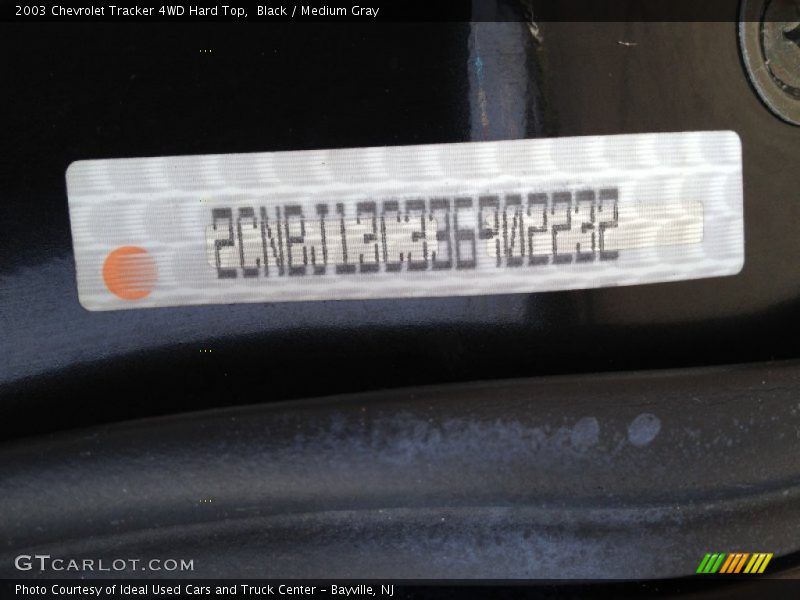 2003 Chevrolet Tracker 4WD Hard Top,  Black / Medium Gray
2CNBJ13C336902232
GTCARLOT.COM
Photo Courtesy of Ideal Used Cars and Truck Center – Bayville, NJ